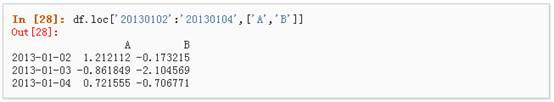 In [28]: df.loc['20130102':'20130104',['A','B']]
Out[28]:
A B
2013-01-02 1.212112 -0.173215
2013-01-03 -0.861849 -2.104569
2013-01-04 0.721555 -0.706771